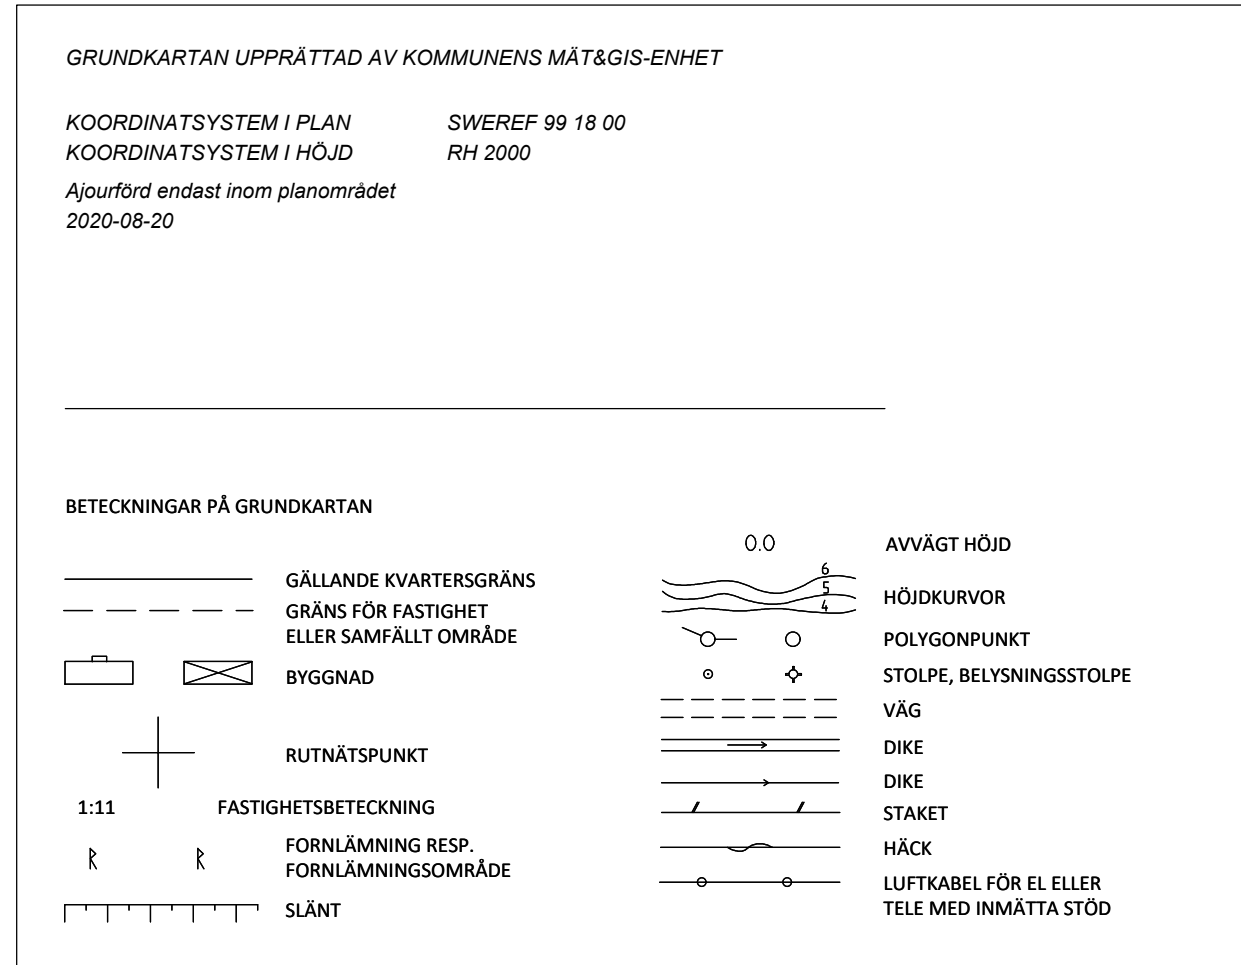 GRUNDKARTAN UPPRÄTTAD AV KOMMUNENS MÄT&GIS-ENHET
KOORDINATSYSTEM I PLAN SWEREF 99 18 00
KOORDINATSYSTEM I HÖJD RH 2000
Ajourförd endast inom planområdet
2020-08-20
BETECKNINGAR PÅ GRUNDKARTAN
GÄLLANDE KVARTERSGRÄNS
GRÄNS FÖR FASTIGHET
ELLER SAMFÄLLT OMRÅDE
BYGGNAD
RUTNÄTSPUNKT
1:11 FASTIGHETSBETECKNING
FORNLÄMNING RESP.
FORNLÄMNINGSOMRÅDE
SLÄNT
0.0 AVVÄGT HÖJD
6
5
4
HÖJDKURVOR
POLYGONPUNKT
STOLPE, BELYSNINGSSTOLPE
VÄG
DIKE
DIKE
STAKET
HÄCK
LUFTKABEL FÖR EL ELLER
TELE MED INMÄTTA STÖD